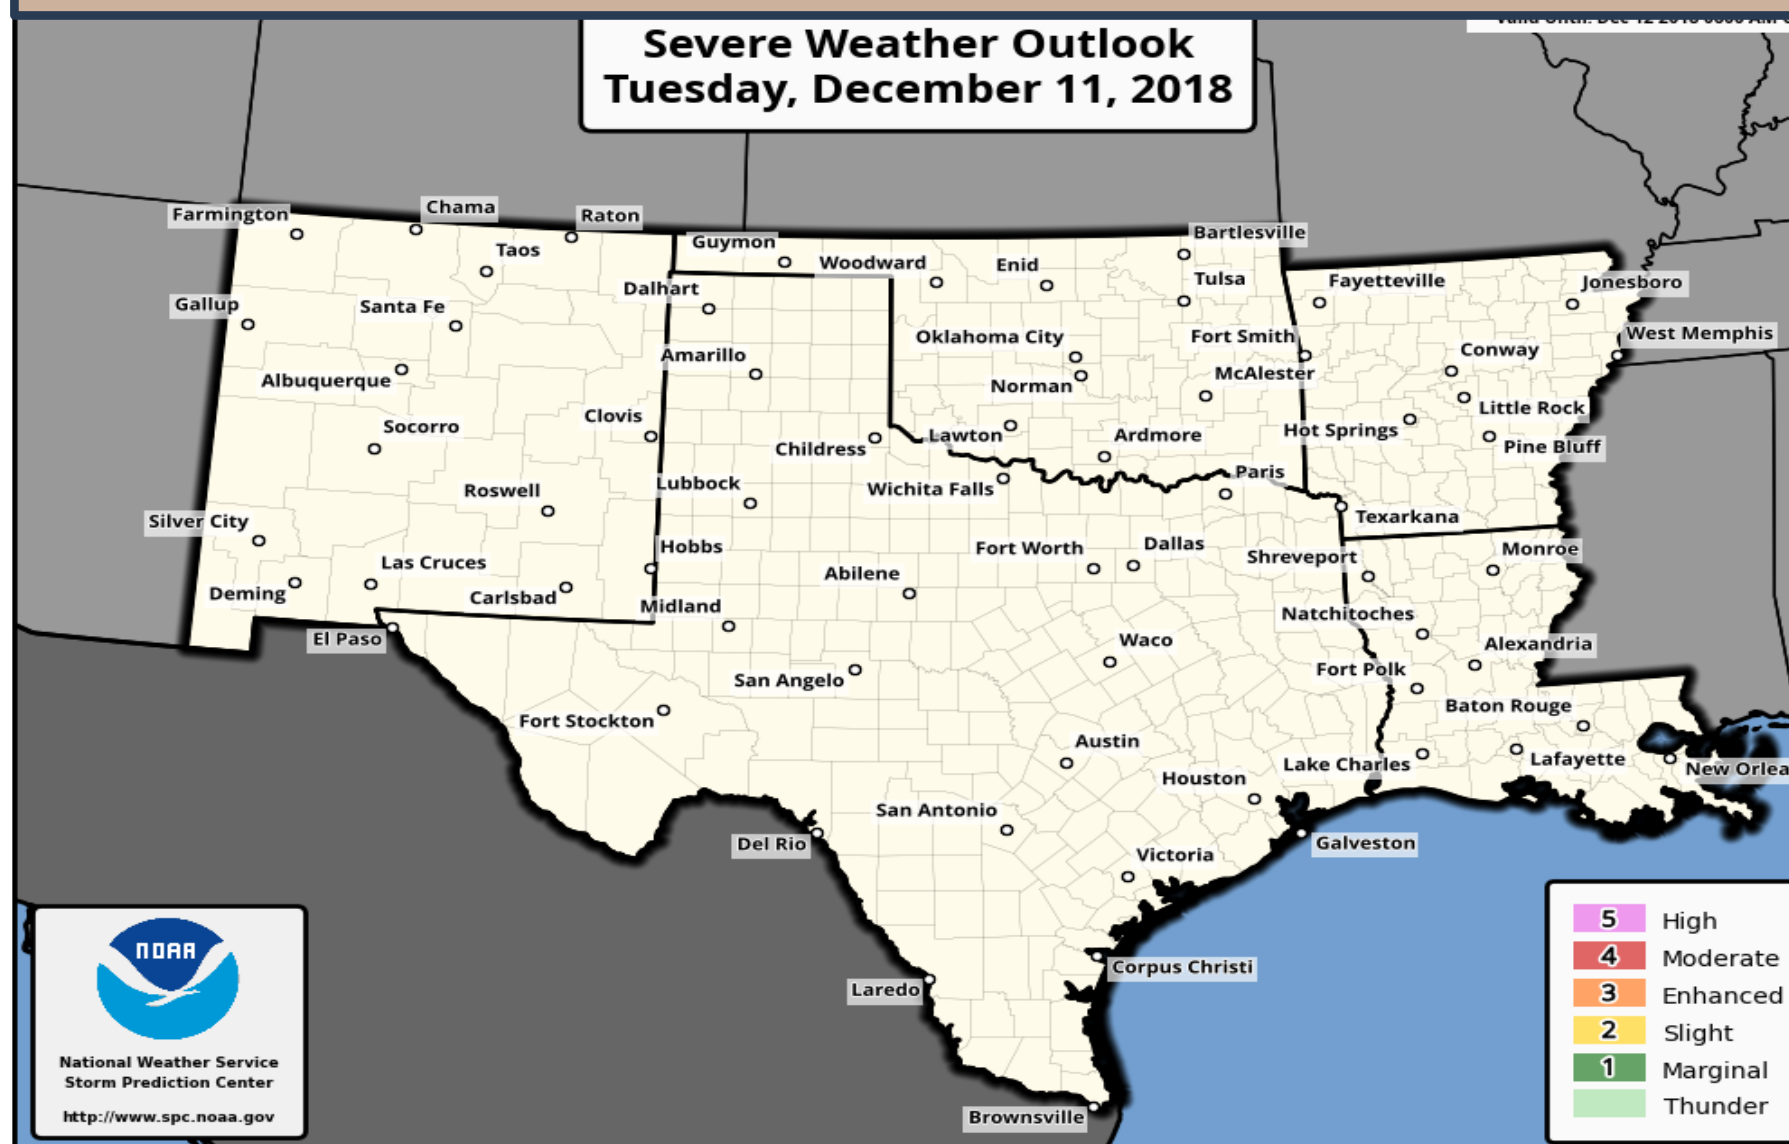 Severe Weather Outlook
Tuesday, December 11, 2018
Farmington
Chama
Raton
Taos
Guymon
Woodward
Enid
Bartlesville
Tulsa
Fayetteville
Jonesboro
Gallup
Santa Fe
Dalhart
Oklahoma City
Fort Smith
West Memphis
Conway
Albuquerque
Amarillo
Norman
McAlester
Little Rock
Socorro
Clovis
Childress
Lawton
Ardmore
Hot Springs
Pine Bluff
Roswell
Lubbock
Wichita Falls
Paris
Texarkana
Silver City
Las Cruces
Hobbs
Fort Worth
Dallas
Shreveport
Monroe
Deming
Carlsbad
Midland
Abilene
Natchitoches
El Paso
Waco
Alexandria
San Angelo
Fort Polk
Fort Stockton
Austin
Baton Rouge
Lake Charles
Lafayette
New Orlea
Houston
San Antonio
Del Rio
Victoria
Galveston
Laredo
Corpus Christi
Brownsville
NOAA
National Weather Service
Storm Prediction Center
http://www.spc.noaa.gov
5 High
4 Moderate
3 Enhanced
2 Slight
1 Marginal
Thunder